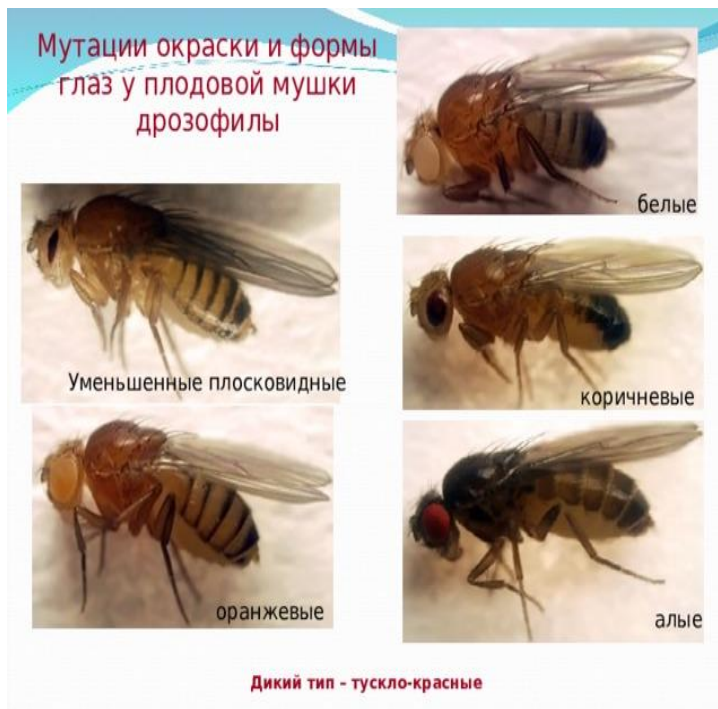 Мутации окраски и формы
глаз у плодовой мушки
дрозофилы
белые
Уменьшенные плосковидные
коричневые
оранжевые
алые
Дикий тип – тускло-красные